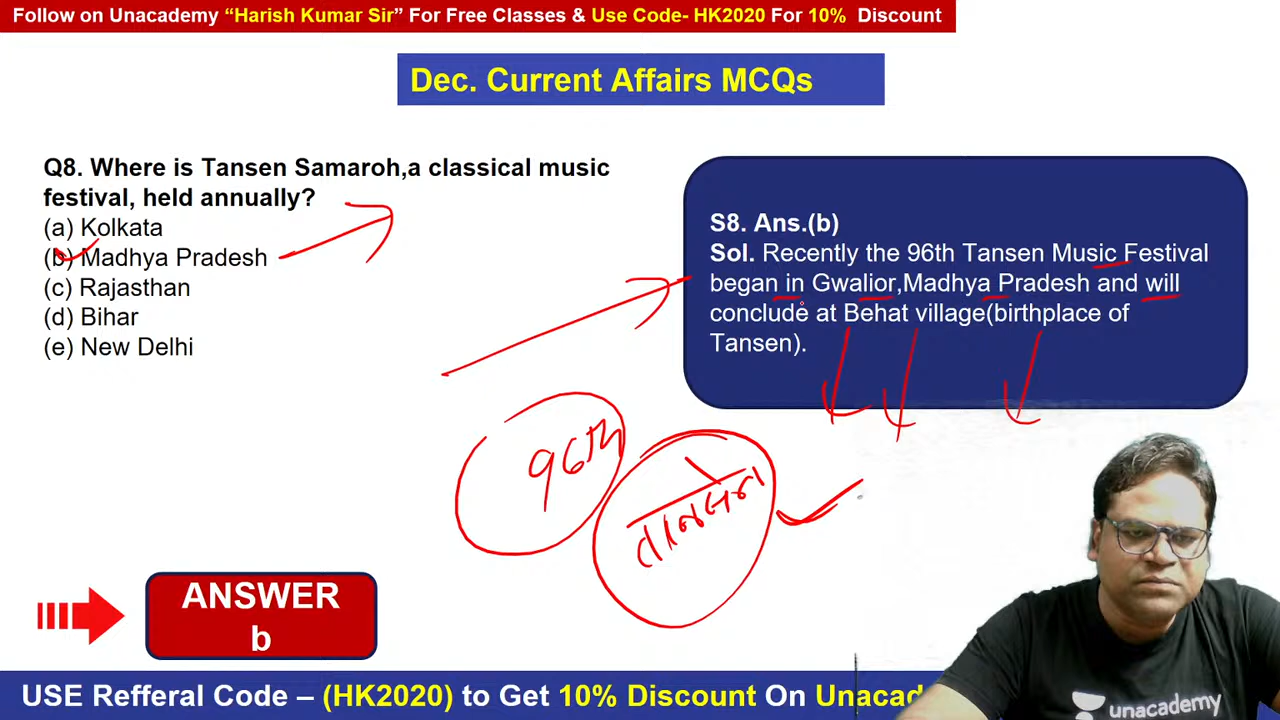 Follow on Unacademy “Harish Kumar Sir” For Free Classes & Use Code- HK2020 For 10% Discount
Dec. Current Affairs MCQs
Q8. Where is Tansen Samaroh,a classical music
festival, held annually?
(a) Kolkata
(b) Madhya Pradesh
(c) Rajasthan
(d) Bihar
(e) New Delhi
S8. Ans.(b)
Sol. Recently the 96th Tansen Music Festival
began in Gwalior,Madhya Pradesh and will
conclude at Behat village(birthplace of
Tansen).
96th
तानसेन
ANSWER
b
USE Refferal Code – (HK2020) to Get 10% Discount On Unacad
unacademy